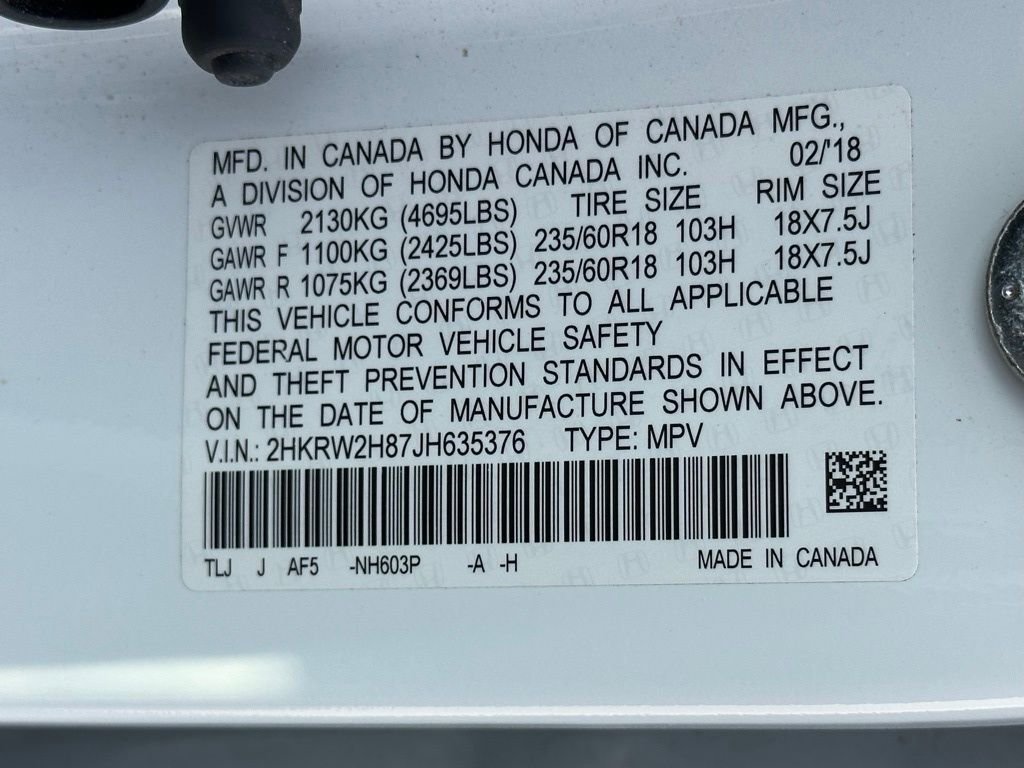 MFD. IN CANADA BY HONDA OF CANADA MFG.,
A DIVISION OF HONDA CANADA INC. 02/'18
GVWR 2130KG (4695LBS) TIRE SIZE RIM SIZE
GAWR F 1100KG (2425LBS) 235/60R18 103H 18X7.5J
GAWR R 1075KG (2369LBS) 235/60R18 103H 18X7.5J
THIS VEHICLE CONFORMS TO ALL APPLICABLE
FEDERAL MOTOR VEHICLE SAFETY
AND THEFT PREVENTION STANDARDS IN EFFECT
ON THE DATE OF MANUFACTURE SHOWN ABOVE.
V.I.N.: 2HKRW2H87JH635376 TYPE: MPV
TLJ J AF5 -NH603P -A -H MADE IN CANADA